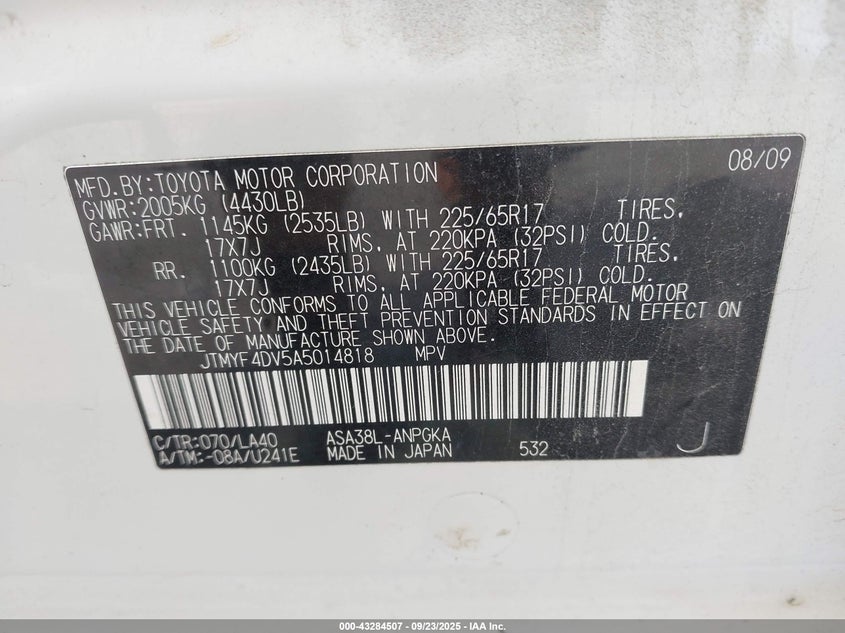 08/09
MFD.BY:TOYOTA MOTOR CORPORATION
GVWR:2005KG (4430LB)
GAWR:FRT. 1145KG (2535LB) WITH 225/65R17 TIRES,
17X7J RIMS, AT 220KPA (32PSI) COLD.
RR. 1100KG (2435LB) WITH 225/65R17 TIRES,
17X7J RIMS, AT 220KPA (32PSI) COLD.
THIS VEHICLE CONFORMS TO ALL APPLICABLE FEDERAL MOTOR
VEHICLE SAFETY AND THEFT PREVENTION STANDARDS IN EFFECT ON
THE DATE OF MANUFACTURE SHOWN ABOVE.
JTMYF4DV5A5014818 MPV
C/TR:070/LA40 ASA38L-ANPGKA
A/TM:-08A/U241E MADE IN JAPAN 532 J
000-43284507 - 09/23/2025 - IAA Inc.